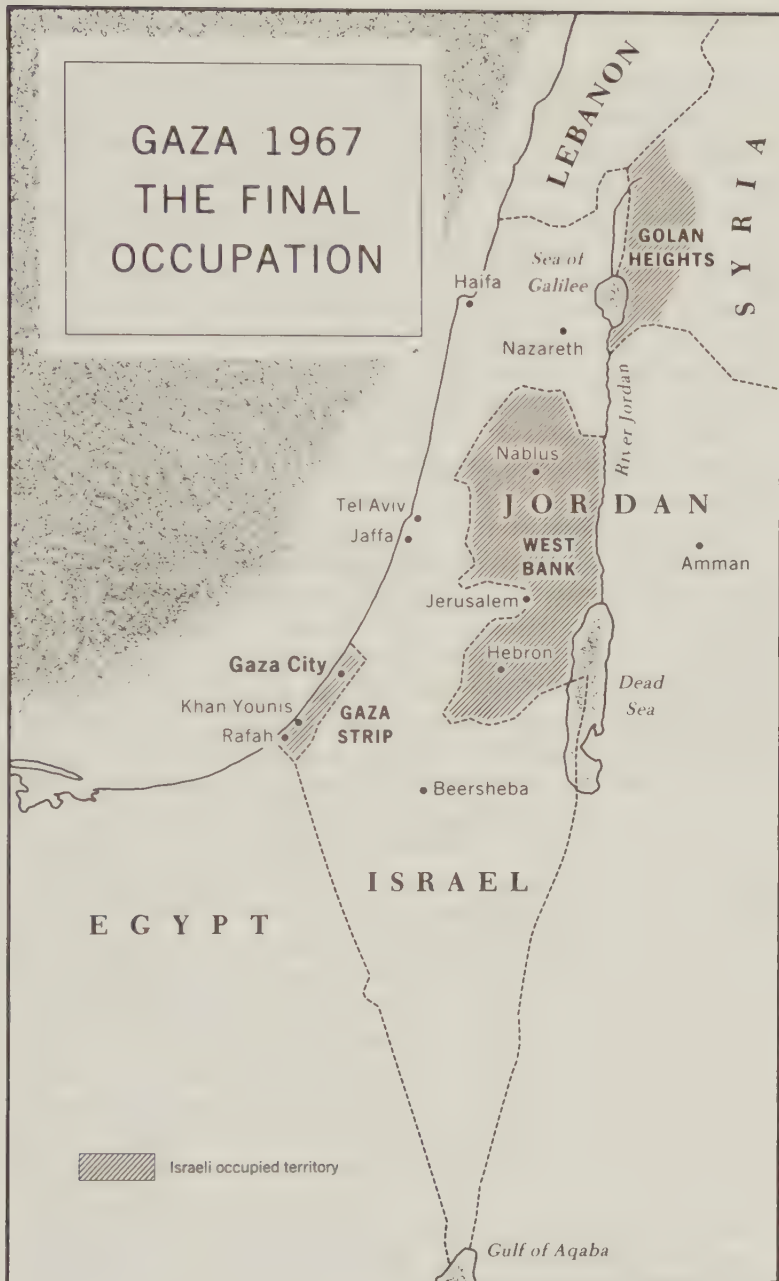 GAZA 1967
THE FINAL
OCCUPATION
LEBANON
SYRIA
GOLAN
HEIGHTS
Sea of
Galilee
Haifa
Nazareth
River Jordan
Nablus
JORDAN
Tel Aviv
Jaffa
WEST
BANK
Amman
Jerusalem
Gaza City
Hebron
Khan Younis
GAZA
STRIP
Rafah
Dead
Sea
Beersheba
ISRAEL
EGYPT
Israeli occupied territory
Gulf of Aqaba